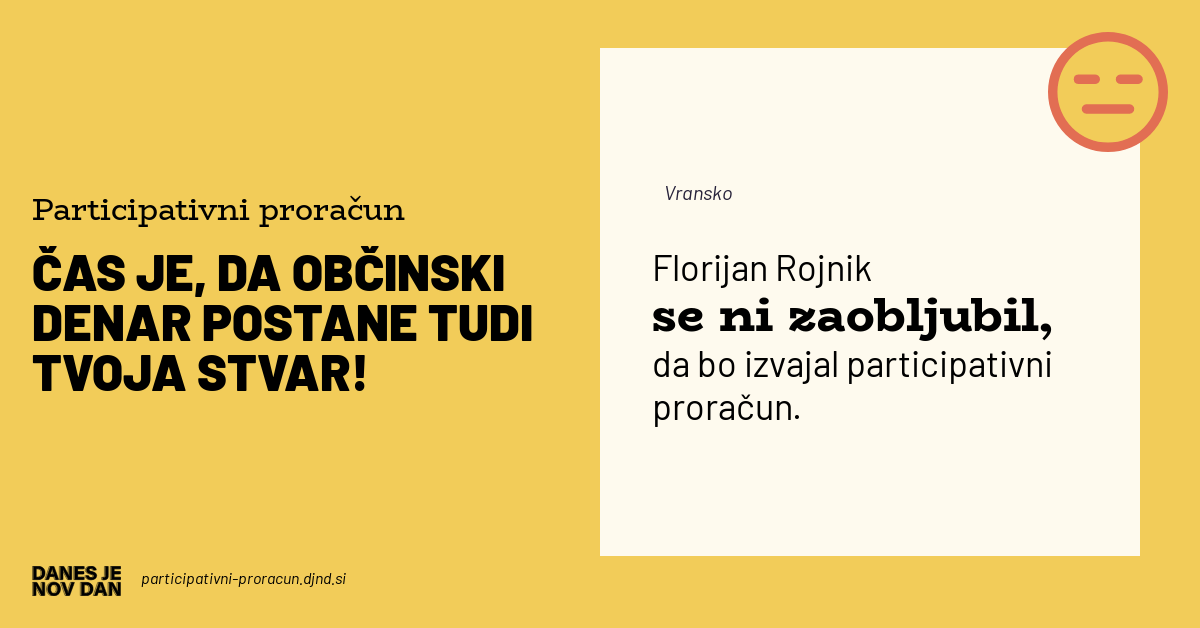 Participativni proračun
ČAS JE, DA OBČINSKI
DENAR POSTANE TUDI
TVOJA STVAR!
Vransko
Florijan Rojnik
se ni zaobljubil,
da bo izvajal participativni
proračun.
DANES JE
NOV DAN
participativni-proracun.djnd.si